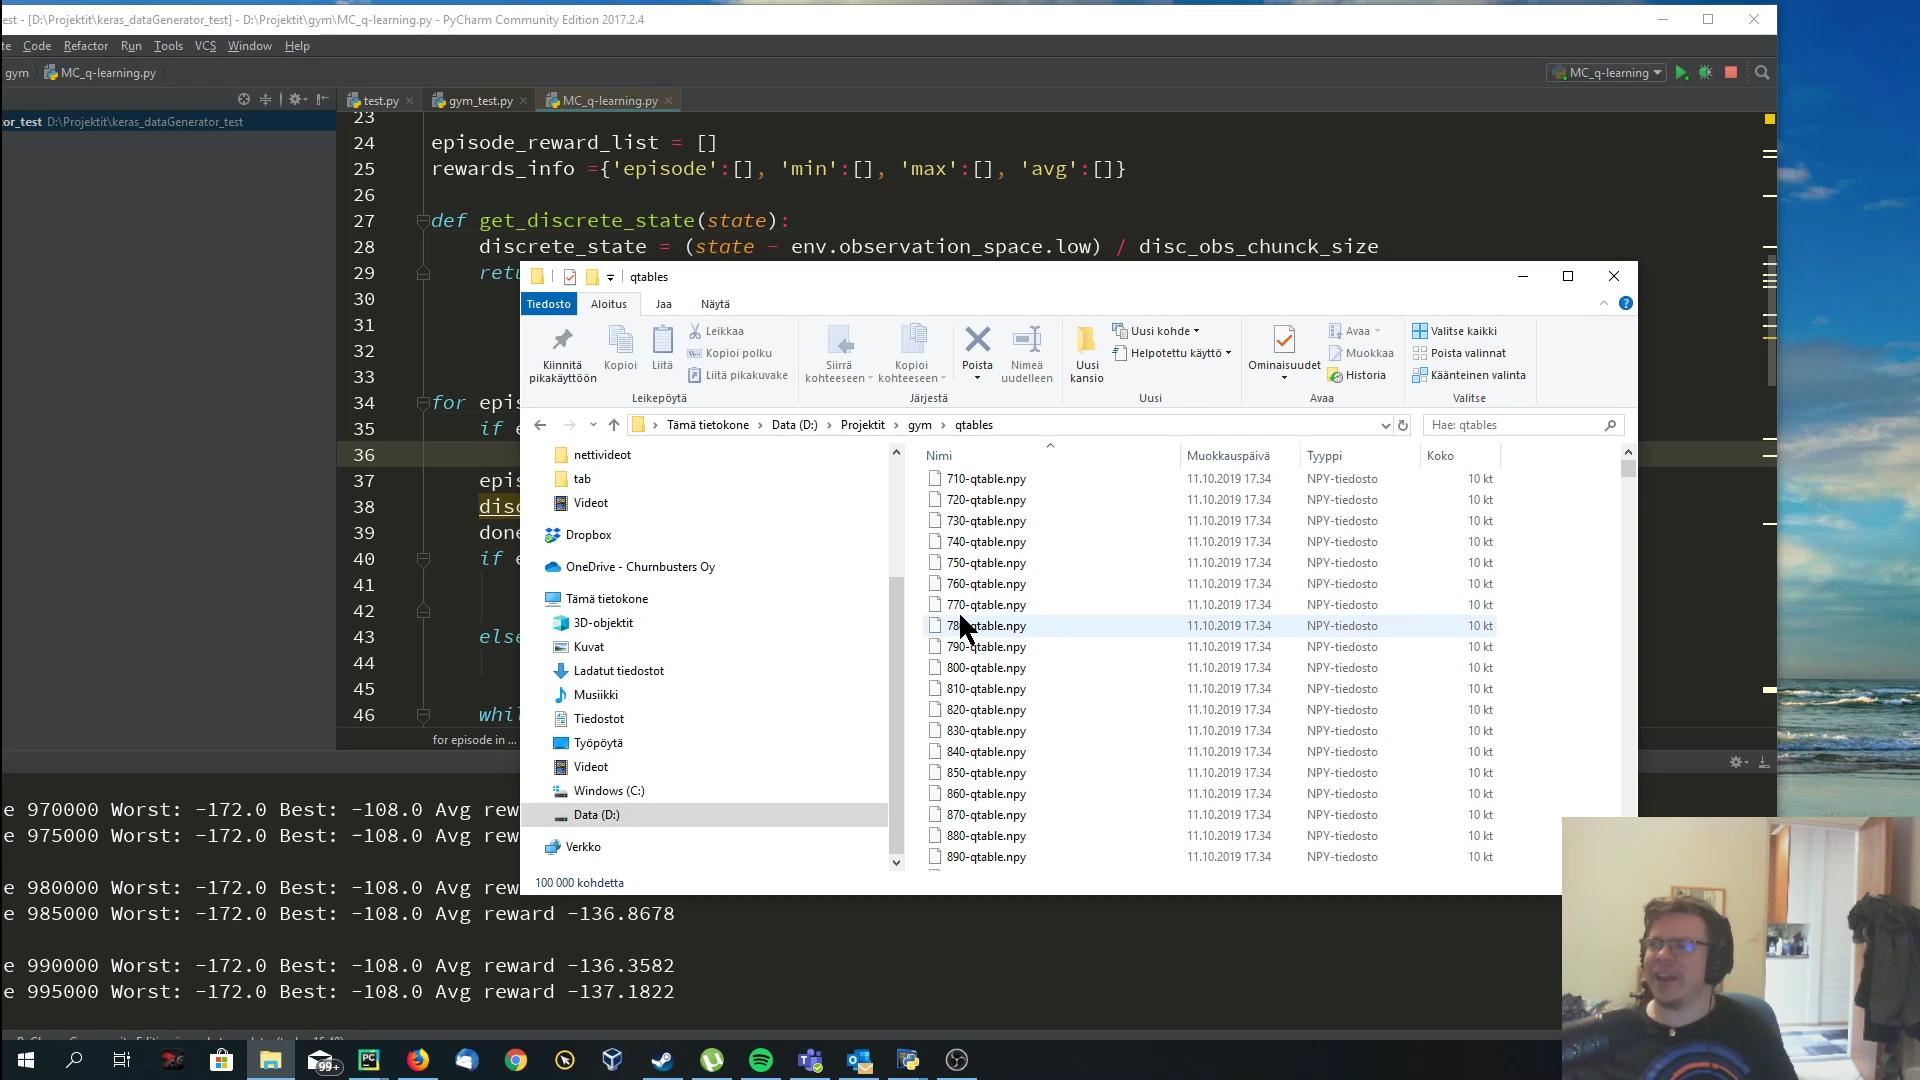 est - [D:\Projektit\keras_dataGenerator_test] - D:\Projektit\gym\MC_q-learning.py - PyCharm Community Edition 2017.2.4
te Code Refactor Run Tools VCS Window Help
gym MC_q-learning.py
MC_q-learning
test.py gym_test.py MC_q-learning.py
or_test D:\Projektit\keras_dataGenerator_test
23
24 episode_reward_list = []
25 rewards_info ={'episode':[], 'min':[], 'max':[], 'avg':[]}
26
27 def get_discrete_state(state):
28 discrete_state = (state - env.observation_space.low) / disc_obs_chunck_size
29 retu
30
31
32
33
34 for epis
35 if e
36
37 epis
38 disc
39 done
40 if e
41
42
43 else
44
45
46 whil
for episode in ...
qtables
Tiedosto Aloitus Jaa Näytä
Kiinnitä pikakäyttöön
Kopioi
Liitä
Leikkaa
Kopioi polku
Liitä pikakuvake
Leikepöytä
Siirrä kohteeseen
Kopioi kohteeseen
Poista
Nimeä uudelleen
Järjestä
Uusi kansio
Uusi kohde
Helpotettu käyttö
Uusi
Ominaisuudet
Avaa
Muokkaa
Historia
Avaa
Valitse kaikki
Poista valinnat
Käänteinen valinta
Valitse
Tämä tietokone Data (D:) Projektit gym qtables
Hae: qtables
nettivideot
tab
Videot
Dropbox
OneDrive - Churnbusters Oy
Tämä tietokone
3D-objektit
Kuvat
Ladatut tiedostot
Musiikki
Tiedostot
Työpöytä
Videot
Windows (C:)
Data (D:)
Verkko
Nimi Muokkauspäivä Tyyppi Koko
710-qtable.npy 11.10.2019 17.34 NPY-tiedosto 10 kt
720-qtable.npy 11.10.2019 17.34 NPY-tiedosto 10 kt
730-qtable.npy 11.10.2019 17.34 NPY-tiedosto 10 kt
740-qtable.npy 11.10.2019 17.34 NPY-tiedosto 10 kt
750-qtable.npy 11.10.2019 17.34 NPY-tiedosto 10 kt
760-qtable.npy 11.10.2019 17.34 NPY-tiedosto 10 kt
770-qtable.npy 11.10.2019 17.34 NPY-tiedosto 10 kt
780-qtable.npy 11.10.2019 17.34 NPY-tiedosto 10 kt
790-qtable.npy 11.10.2019 17.34 NPY-tiedosto 10 kt
800-qtable.npy 11.10.2019 17.34 NPY-tiedosto 10 kt
810-qtable.npy 11.10.2019 17.34 NPY-tiedosto 10 kt
820-qtable.npy 11.10.2019 17.34 NPY-tiedosto 10 kt
830-qtable.npy 11.10.2019 17.34 NPY-tiedosto 10 kt
840-qtable.npy 11.10.2019 17.34 NPY-tiedosto 10 kt
850-qtable.npy 11.10.2019 17.34 NPY-tiedosto 10 kt
860-qtable.npy 11.10.2019 17.34 NPY-tiedosto 10 kt
870-qtable.npy 11.10.2019 17.34 NPY-tiedosto 10 kt
880-qtable.npy 11.10.2019 17.34 NPY-tiedosto 10 kt
890-qtable.npy 11.10.2019 17.34 NPY-tiedosto 10 kt
100 000 kohdetta
e 970000 Worst: -172.0 Best: -108.0 Avg rew
e 975000 Worst: -172.0 Best: -108.0 Avg rew
e 980000 Worst: -172.0 Best: -108.0 Avg rew
e 985000 Worst: -172.0 Best: -108.0 Avg reward -136.8678
e 990000 Worst: -172.0 Best: -108.0 Avg reward -136.3582
e 995000 Worst: -172.0 Best: -108.0 Avg reward -137.1822
PC
99+